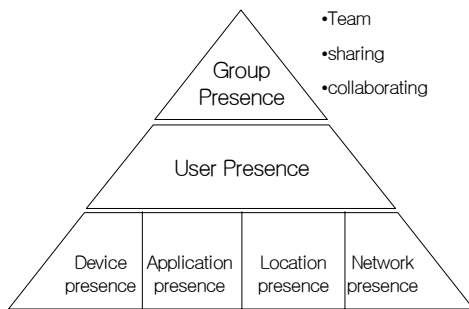 •Team
•sharing
•collaborating
Group
Presence
User Presence
Device
presence
Application
presence
Location
presence
Network
presence